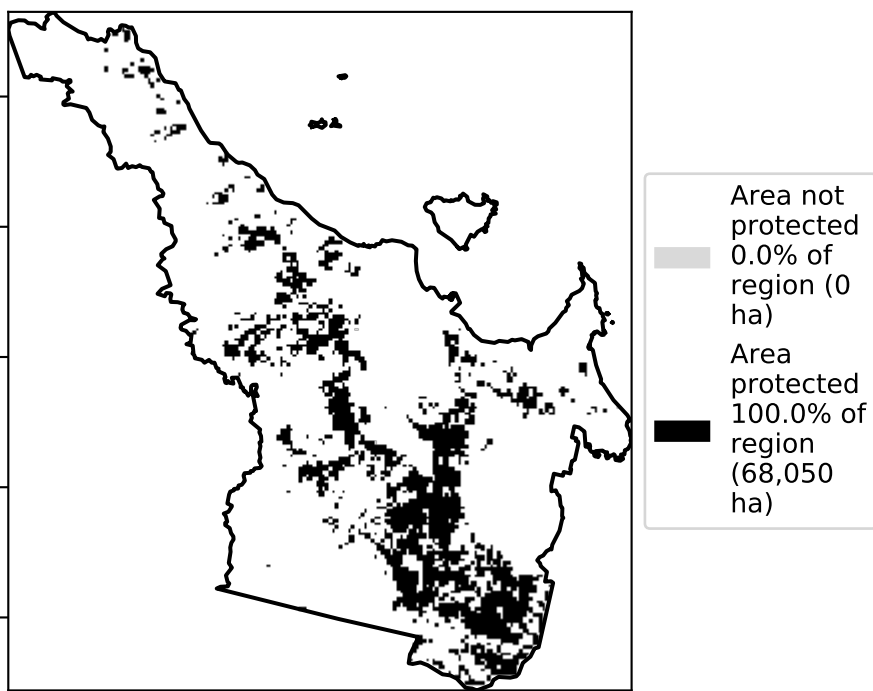 Area not
protected
0.0% of
region (0
ha)
Area
protected
100.0% of
region
(68,050
ha)